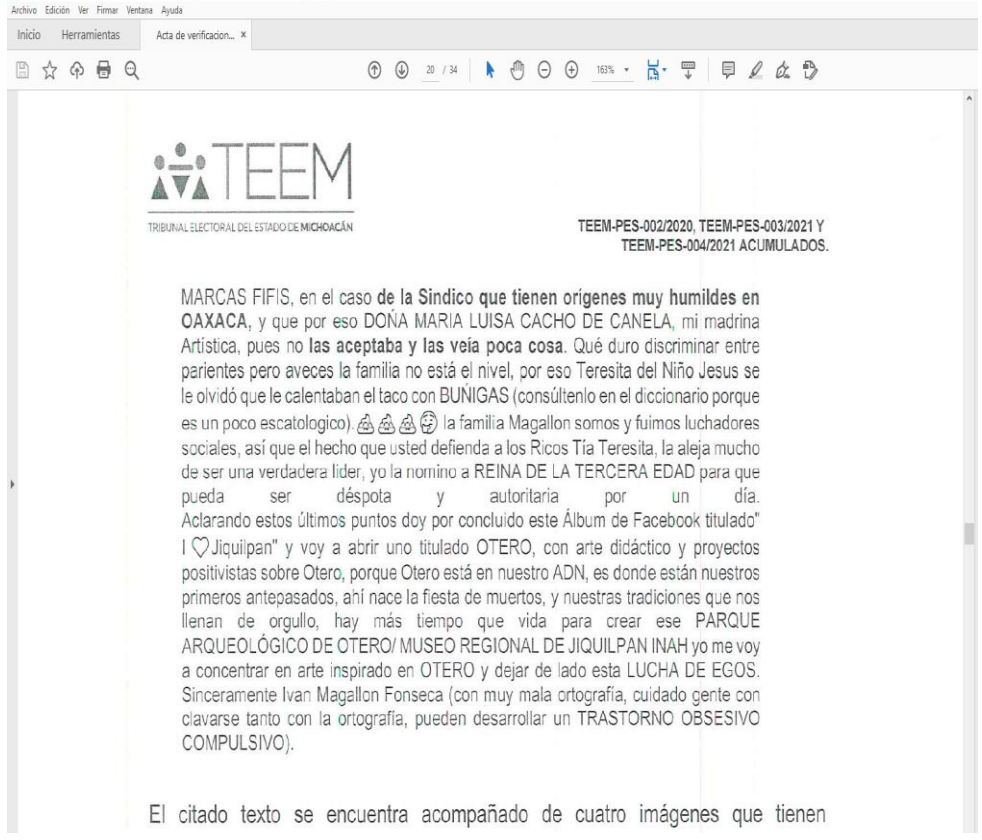 Archivo Edición Ver Firmar Ventana Ayuda
Inicio Herramientas Acta de verificacion... x
20 / 34 163%
TEEM
TRIBUNAL ELECTORAL DEL ESTADO DE MICHOACÁN
TEEM-PES-002/2020, TEEM-PES-003/2021 Y
TEEM-PES-004/2021 ACUMULADOS.
MARCAS FIFIS, en el caso de la Sindico que tienen orígenes muy humildes en
OAXACA, y que por eso DOÑA MARIA LUISA CACHO DE CANELA, mi madrina
Artística, pues no las aceptaba y las veía poca cosa. Qué duro discriminar entre
parientes pero aveces la familia no está el nivel, por eso Teresita del Niño Jesus se
le olvidó que le calentaban el taco con BUÑIGAS (consúltenlo en el diccionario porque
es un poco escatologico). 💩💩💩🤔 la familia Magallon somos y fuimos luchadores
sociales, así que el hecho que usted defienda a los Ricos Tía Teresita, la aleja mucho
de ser una verdadera lider, yo la nomino a REINA DE LA TERCERA EDAD para que
pueda ser déspota y autoritaria por un día.
Aclarando estos últimos puntos doy por concluido este Álbum de Facebook titulado"
I ♡Jiquilpan" y voy a abrir uno titulado OTERO, con arte didáctico y proyectos
positivistas sobre Otero, porque Otero está en nuestro ADN, es donde están nuestros
primeros antepasados, ahí nace la fiesta de muertos, y nuestras tradiciones que nos
llenan de orgullo, hay más tiempo que vida para crear ese PARQUE
ARQUEOLÓGICO DE OTERO/ MUSEO REGIONAL DE JIQUILPAN INAH yo me voy
a concentrar en arte inspirado en OTERO y dejar de lado esta LUCHA DE EGOS.
Sinceramente Ivan Magallon Fonseca (con muy mala ortografía, cuidado gente con
clavarse tanto con la ortografía, pueden desarrollar un TRASTORNO OBSESIVO
COMPULSIVO).
El citado texto se encuentra acompañado de cuatro imágenes que tienen